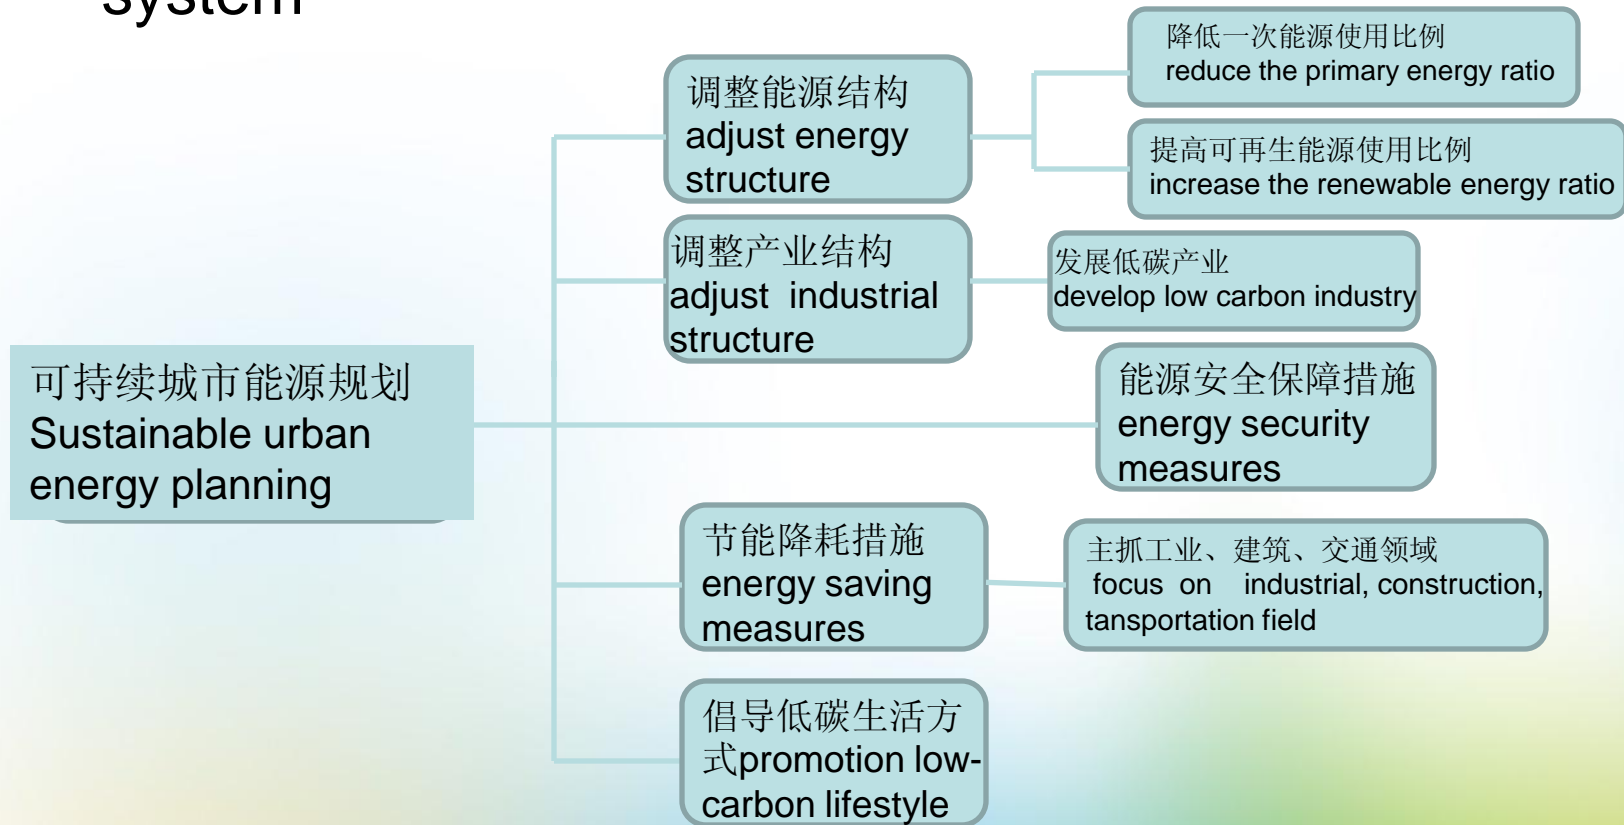 system
降低一次能源使用比例
reduce the primary energy ratio
调整能源结构
adjust energy
structure
提高可再生能源使用比例
increase the renewable energy ratio
调整产业结构
adjust industrial
structure
发展低碳产业
develop low carbon industry
可持续城市能源规划
Sustainable urban
energy planning
能源安全保障措施
energy security
measures
节能降耗措施
energy saving
measures
主抓工业、建筑、交通领域
focus on industrial, construction,
tansportation field
倡导低碳生活方
式promotion low-
carbon lifestyle